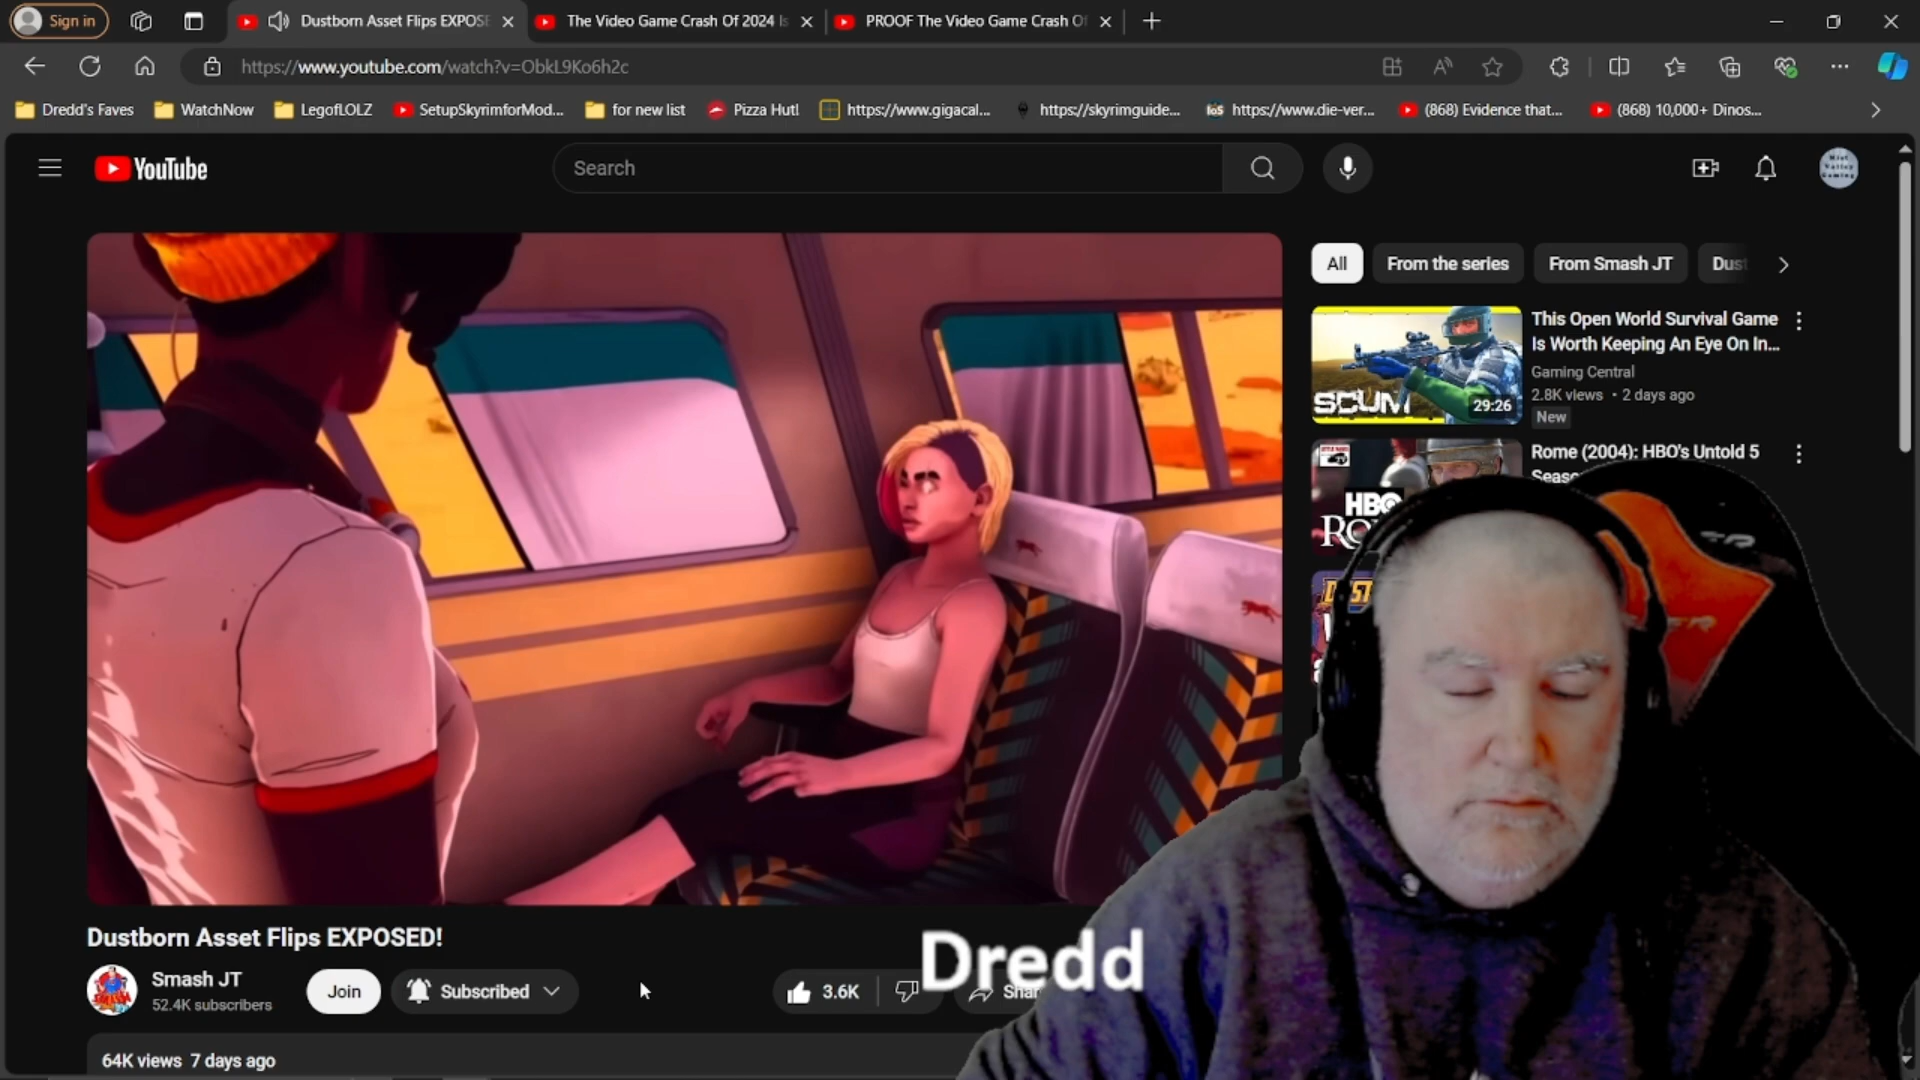 Sign in
Dustborn Asset Flips EXPOSE
The Video Game Crash Of 2024 Is
PROOF The Video Game Crash Of
https://www.youtube.com/watch?v=ObkL9Ko6h2c
Dredd's Faves
WatchNow
LegofLOLZ
SetupSkyrimforMod...
for new list
Pizza Hutl
https://www.gigacal...
https://skyrimguide...
https://www.die-ver...
(868) Evidence that...
(868) 10,000+ Dinos...
YouTube
Search
All
From the series
From Smash JT
Dust
This Open World Survival Game
Is Worth Keeping An Eye On In...
Gaming Central
2.8K views • 2 days ago
New
SCUM
29:26
Rome (2004): HBO's Untold 5
HBO
Dustborn Asset Flips EXPOSED!
Smash JT
52.4K subscribers
Join
Subscribed
3.6K
Shar
Dredd
64K views 7 days ago